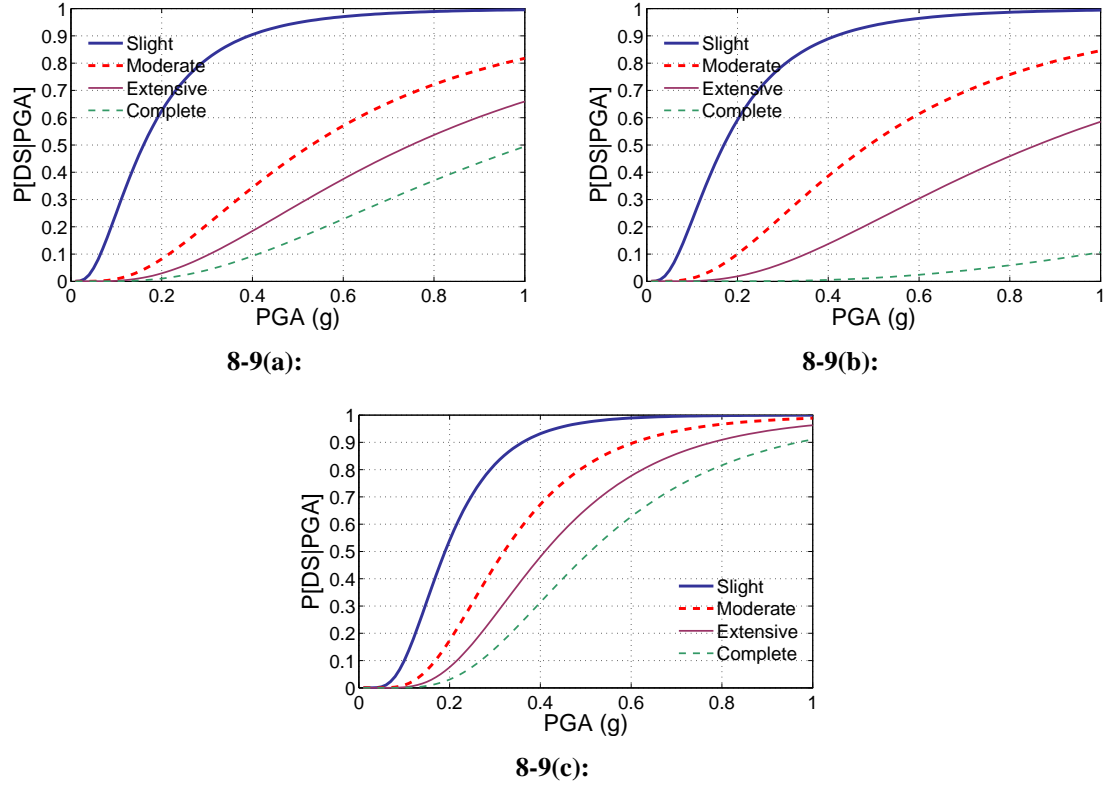 1
0.9
0.8
0.7
0.6
0.5
0.4
0.3
0.2
0.1
0
P[DS|PGA]
Slight
Moderate
Extensive
Complete
0 0.2 0.4 0.6 0.8 1
PGA (g)
8-9(a):
1
0.9
0.8
0.7
0.6
0.5
0.4
0.3
0.2
0.1
0
P[DS|PGA]
Slight
Moderate
Extensive
Complete
0 0.2 0.4 0.6 0.8 1
PGA (g)
8-9(b):
1
0.9
0.8
0.7
0.6
0.5
0.4
0.3
0.2
0.1
0
P[DS|PGA]
Slight
Moderate
Extensive
Complete
0 0.2 0.4 0.6 0.8 1
PGA (g)
8-9(c):